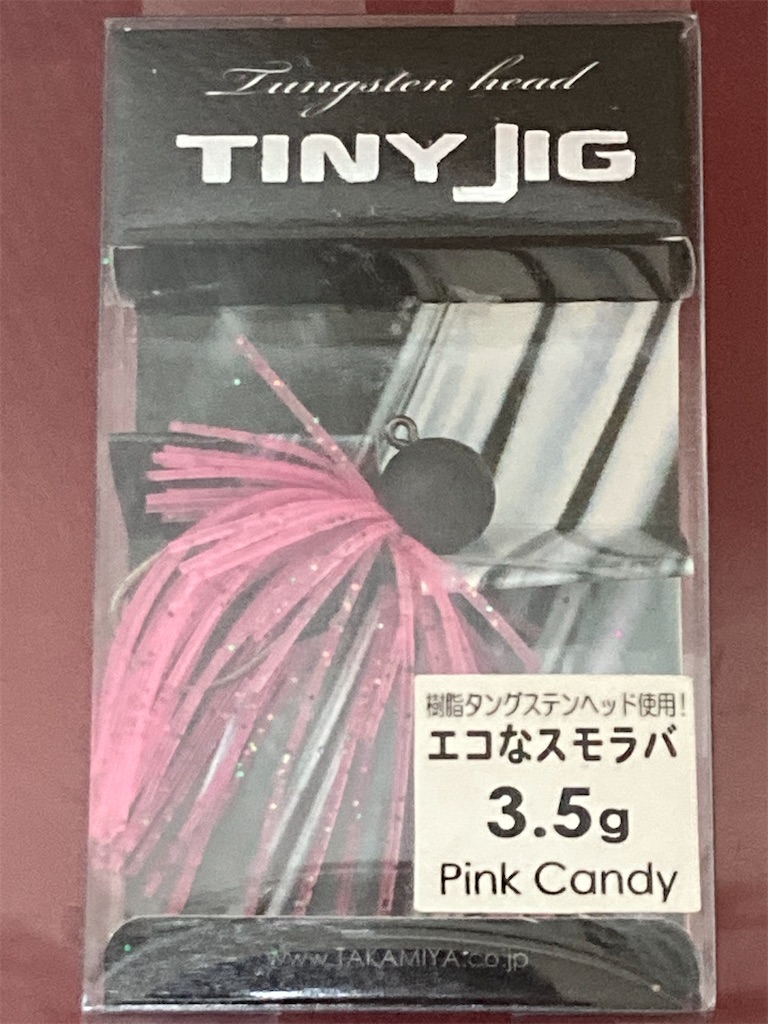 Tungsten head
TINY JIG
樹脂タングステンヘッド使用!
エコなスモラバ
3.5g
Pink Candy
www.TAKAMIYA.co.jp